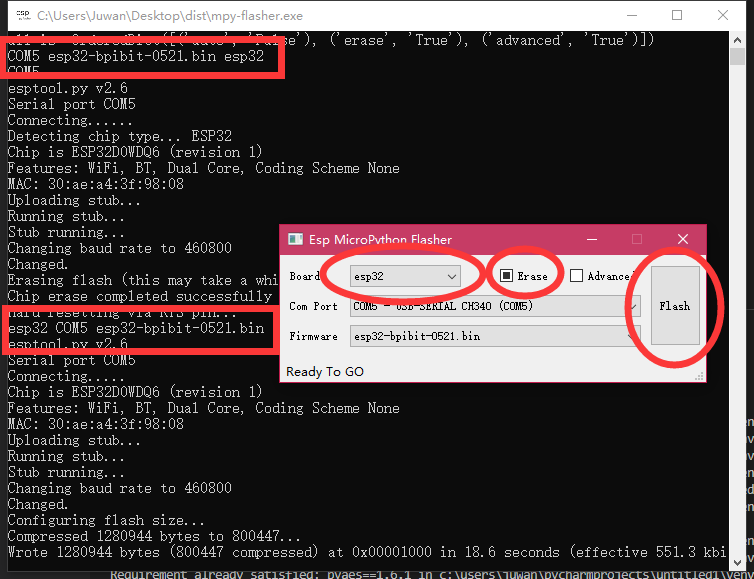 C:\Users\Juwan\Desktop\dist\mpy-flasher.exe
'False'), ('erase', 'True'), ('advanced', 'True')])
COM5 esp32-bpibit-0521.bin esp32
COM5
esptool.py v2.6
Serial port COM5
Connecting......
Detecting chip type... ESP32
Chip is ESP32D0WDQ6 (revision 1)
Features: WiFi, BT, Dual Core, Coding Scheme None
MAC: 30:ae:a4:3f:98:08
Uploading stub...
Running stub...
Stub running...
Changing baud rate to 460800
Changed.
Erasing flash (this may take a whi
Chip erase completed successfully
Hard resetting via RTS pin...
esp32 COM5 esp32-bpibit-0521.bin
esptool.py v2.6
Serial port COM5
Connecting.....
Chip is ESP32D0WDQ6 (revision 1)
Features: WiFi, BT, Dual Core, Coding Scheme None
MAC: 30:ae:a4:3f:98:08
Uploading stub...
Running stub...
Stub running...
Changing baud rate to 460800
Changed.
Configuring flash size...
Compressed 1280944 bytes to 800447...
Wrote 1280944 bytes (800447 compressed) at 0x00001000 in 18.6 seconds (effective 551.3 kbi
Requirement already satisfied: pyaes==1.6.1 in c:\users\juwan\pycharmprojects\untitled1\venv
Esp MicroPython Flasher
Board esp32 Erase Advanced
Com Port COM5 - USB-SERIAL CH340 (COM5)
Flash
Firmware esp32-bpibit-0521.bin
Ready To GO